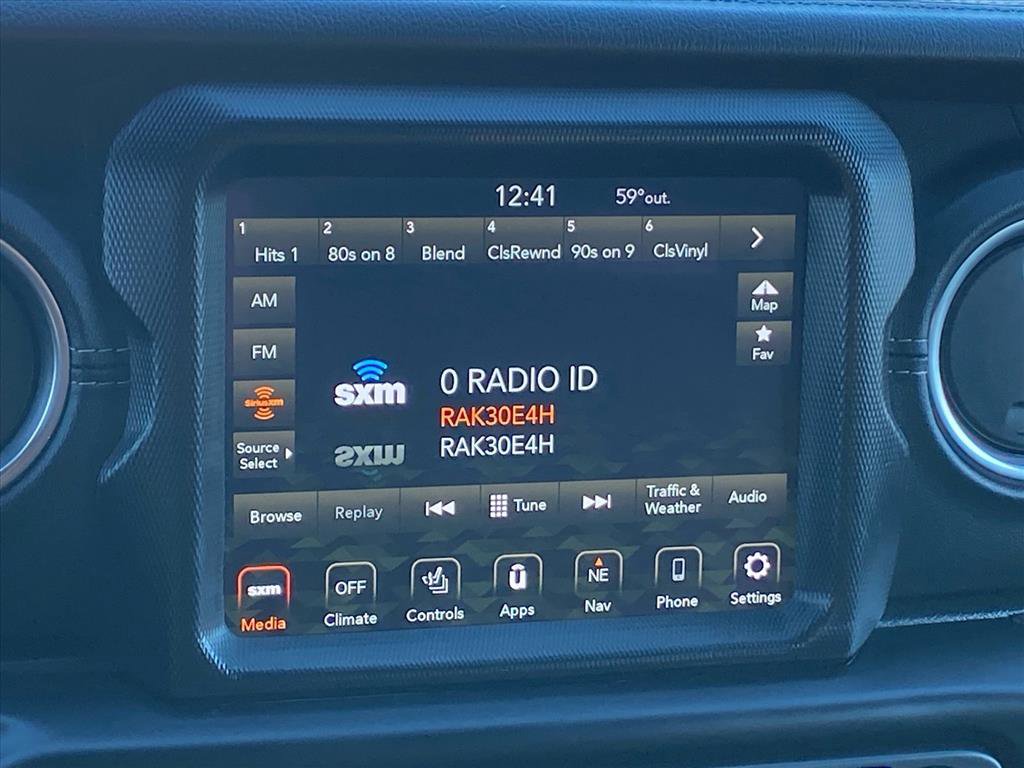 12:41 59°out.
1 2 3 4 5 6
Hits 1 80s on 8 Blend ClsRewnd 90s on 9 ClsVinyl
AM
Map
FM
Fav
SiriusXM
sxm
0 RADIO ID
RAK30E4H
RAK30E4H
Source
Select
sxm
Browse Replay Tune Traffic &
Weather Audio
sxm OFF NE
Media Climate Controls Apps Nav Phone Settings